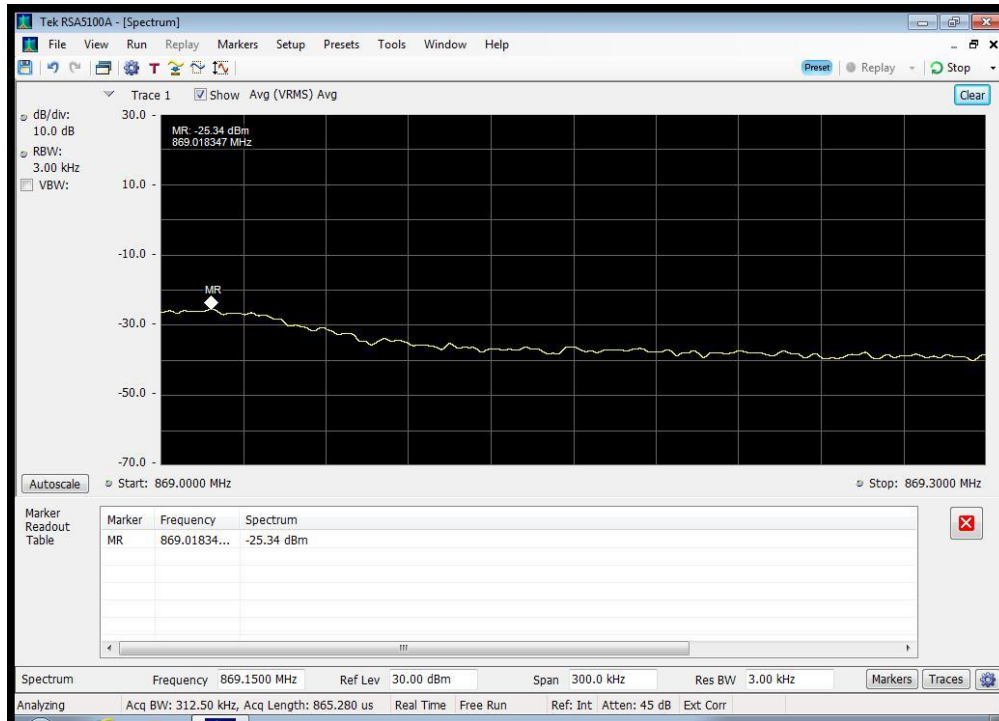 Tek RSA5100A - [Spectrum]
File View Run Replay Markers Setup Presets Tools Window Help
T Preset Replay Stop
Trace 1 Show Avg (VRMS) Avg Clear
dB/div:
10.0 dB
RBW:
3.00 kHz
VBW:
30.0
MR: -25.34 dBm
869.018347 MHz
10.0
-10.0
MR
-30.0
-50.0
-70.0
Autoscale Start: 869.0000 MHz Stop: 869.3000 MHz
Marker
Readout
Table
Marker Frequency Spectrum
MR 869.01834... -25.34 dBm
Spectrum Frequency 869.1500 MHz Ref Lev 30.00 dBm Span 300.0 kHz Res BW 3.00 kHz Markers Traces
Analyzing Acq BW: 312.50 kHz, Acq Length: 865.280 us Real Time Free Run Ref: Int Atten: 45 dB Ext Corr